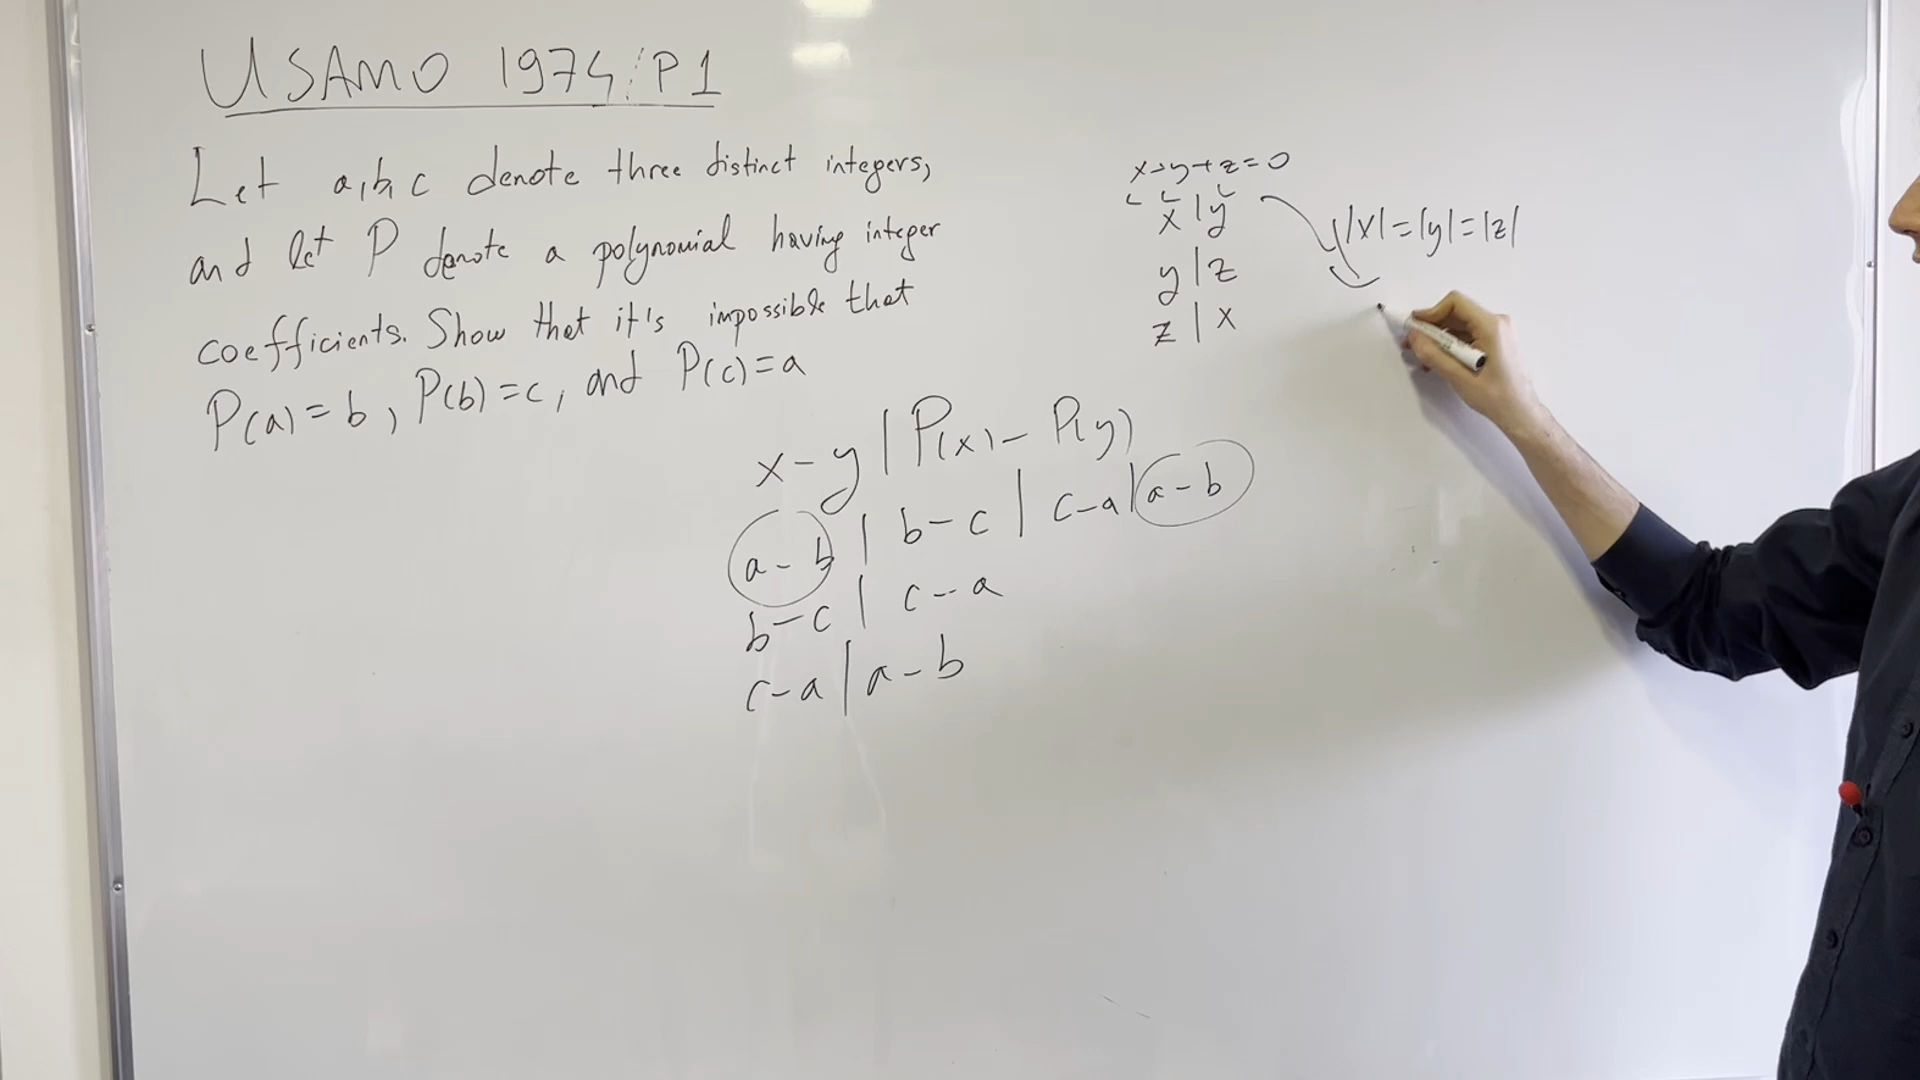 USAMO 1974/P1
Let a,b,c denote three distinct integers,
and let P denote a polynomial having integer
coefficients. Show that it's impossible that
P(a)=b, P(b)=c, and P(c)=a
x-y | P(x)-P(y)
a-b | b-c | c-a | a-b
b-c | c-a
c-a | a-b
x+y+z=0
x | y
y | z
z | x
|x|=|y|=|z|